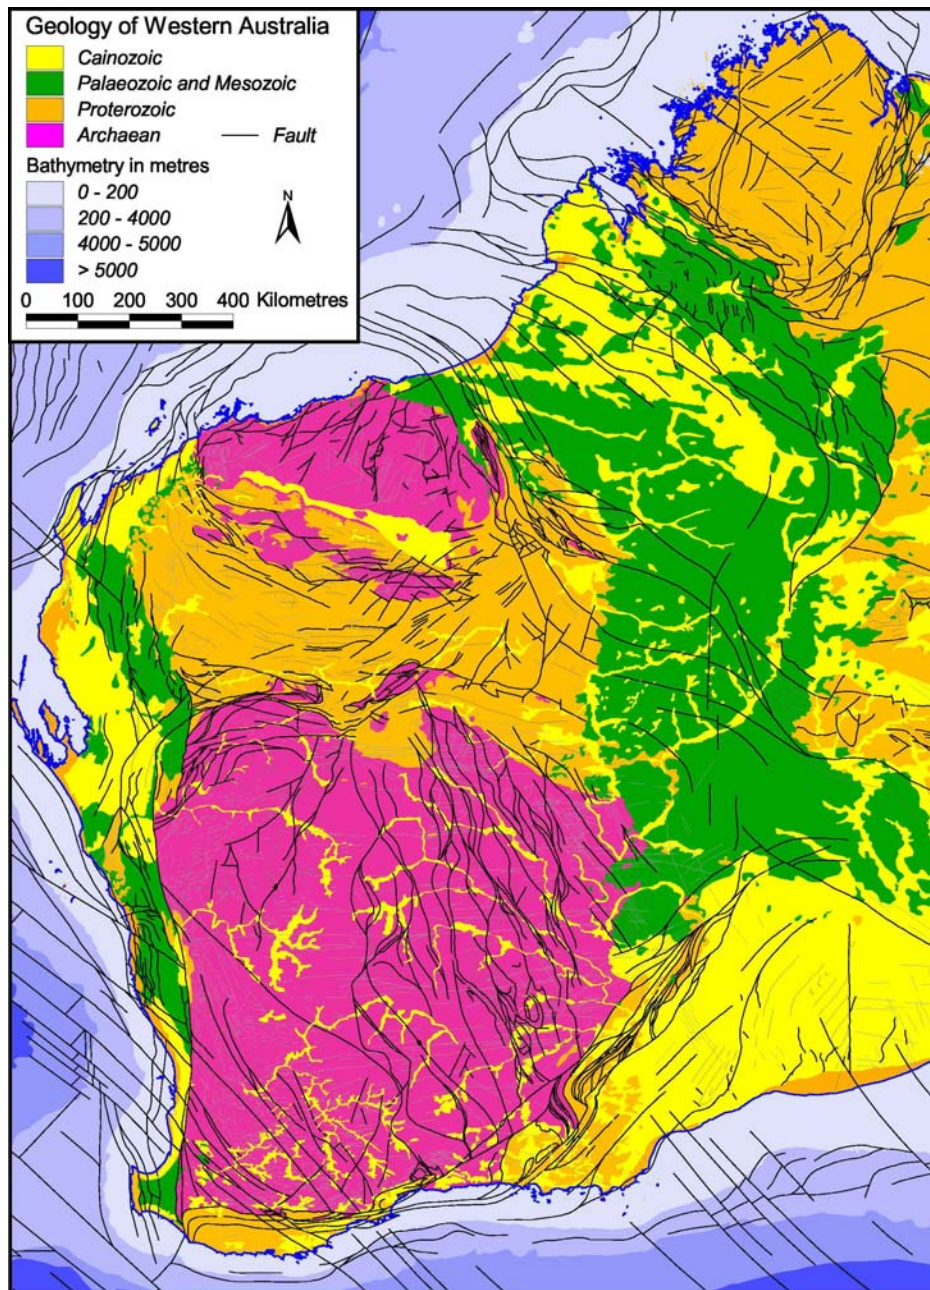 Geology of Western Australia
Cainozoic
Palaeozoic and Mesozoic
Proterozoic
Archaean
Fault
Bathymetry in metres
0 - 200
200 - 4000
4000 - 5000
> 5000
N
0 100 200 300 400 Kilometres